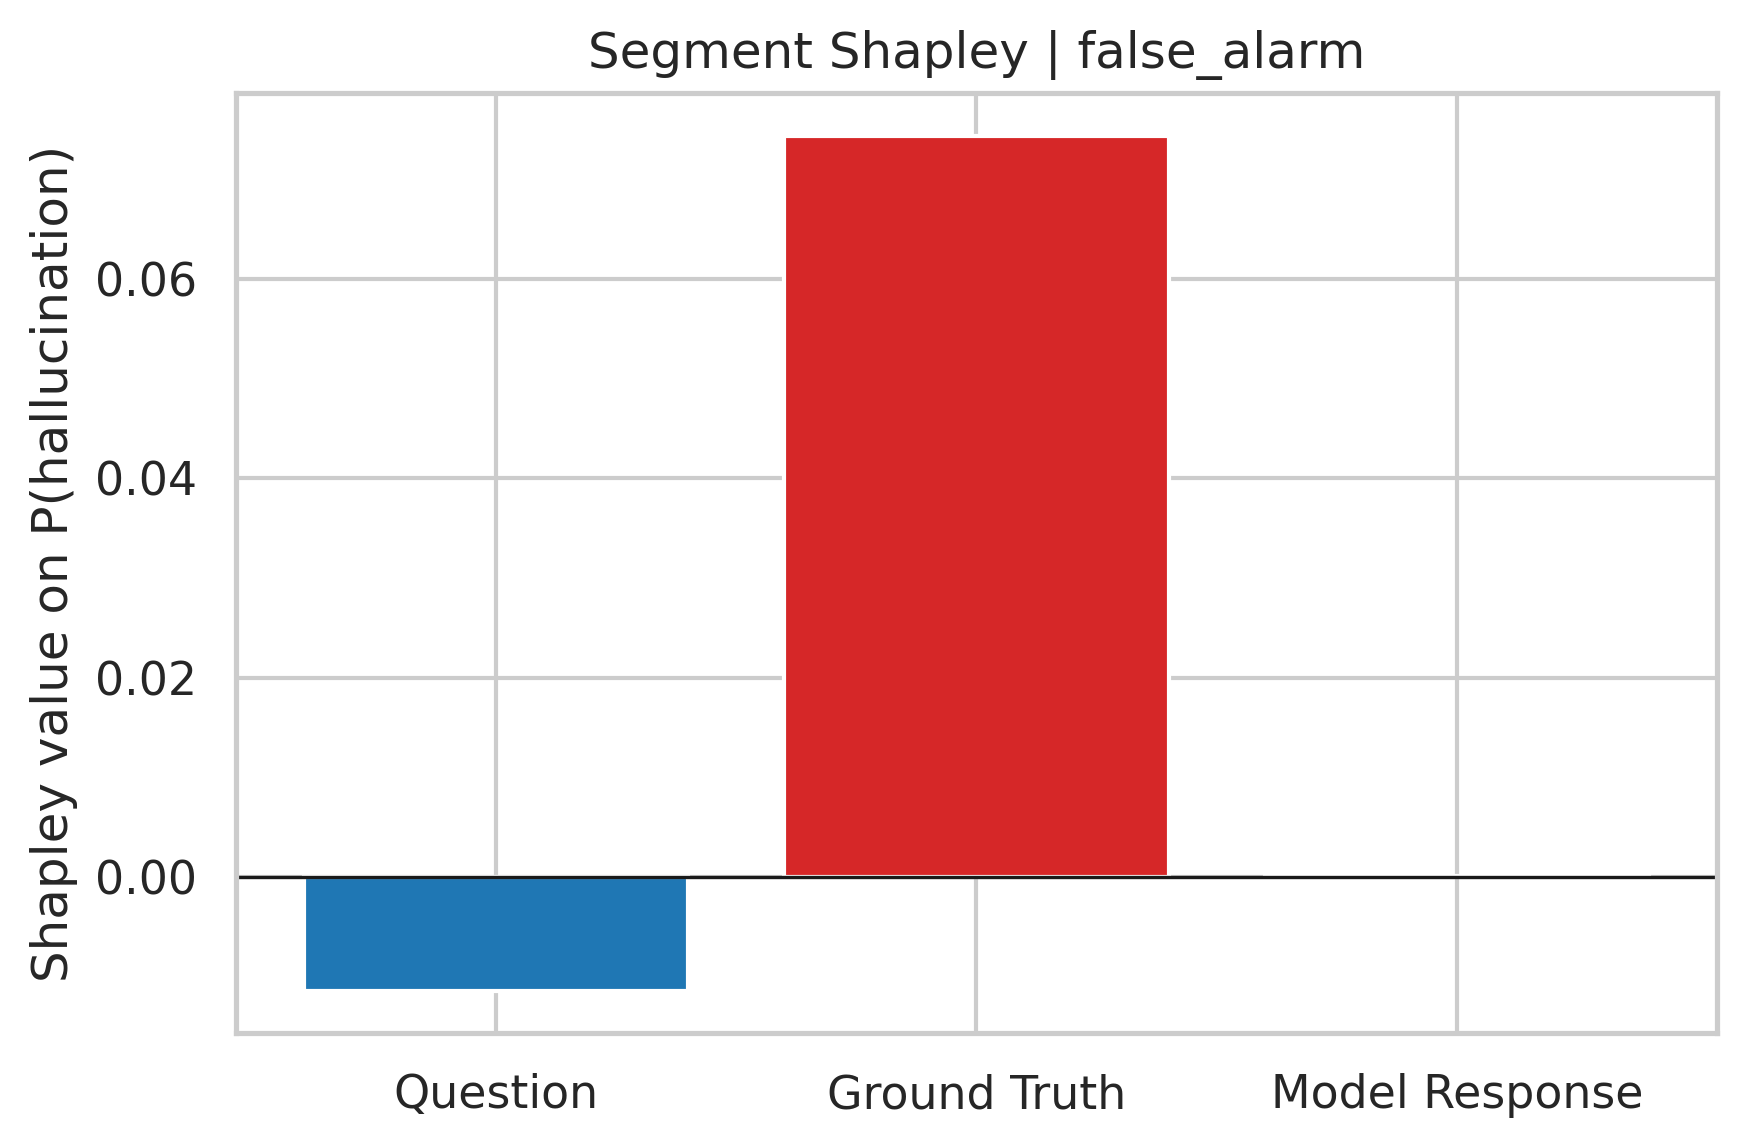 Segment Shapley | false_alarm
Shapley value on P(hallucination)
0.06
0.04
0.02
0.00
Question
Ground Truth
Model Response